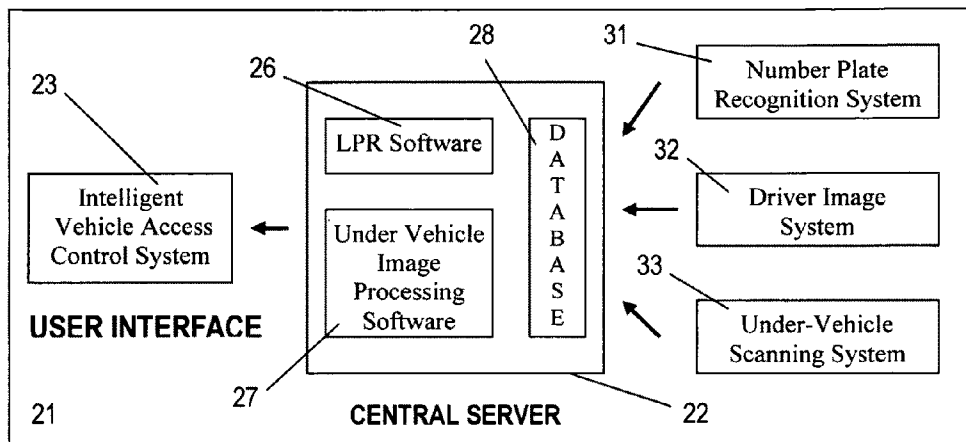 31
28
26
23
Number Plate
Recognition System
LPR Software
D
A
T
A
B
A
S
E
32
Intelligent
Vehicle Access
Control System
Driver Image
System
Under Vehicle
Image
Processing
Software
33
USER INTERFACE
Under-Vehicle
Scanning System
27
21
CENTRAL SERVER
22